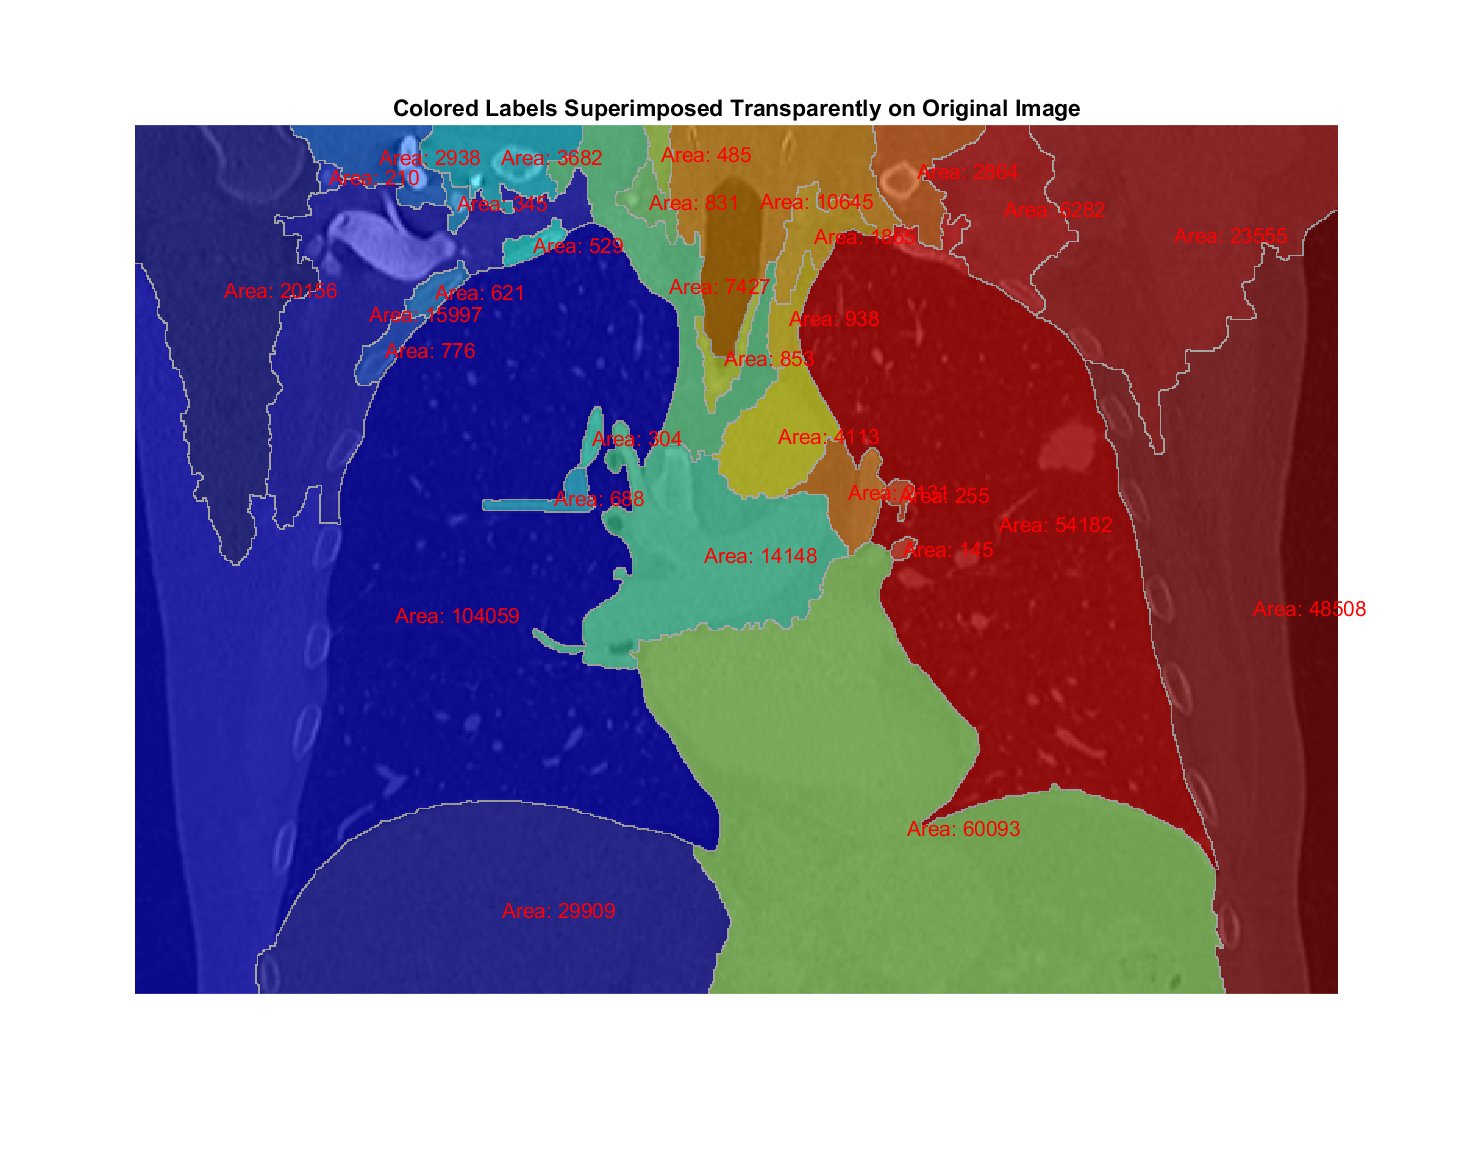 Colored Labels Superimposed Transparently on Original Image
Area: 2938
Area: 3682
Area: 485
Area: 2864
Area: 210
Area: 345
Area: 831
Area: 10645
Area: 6282
Area: 529
Area: 1863
Area: 23555
Area: 20156
Area: 621
Area: 7427
Area: 15997
Area: 938
Area: 776
Area: 853
Area: 304
Area: 4113
Area: 688
Area:
Area: 255
Area: 54182
Area: 14148
Area: 145
Area: 104059
Area: 48508
Area: 60093
Area: 29909